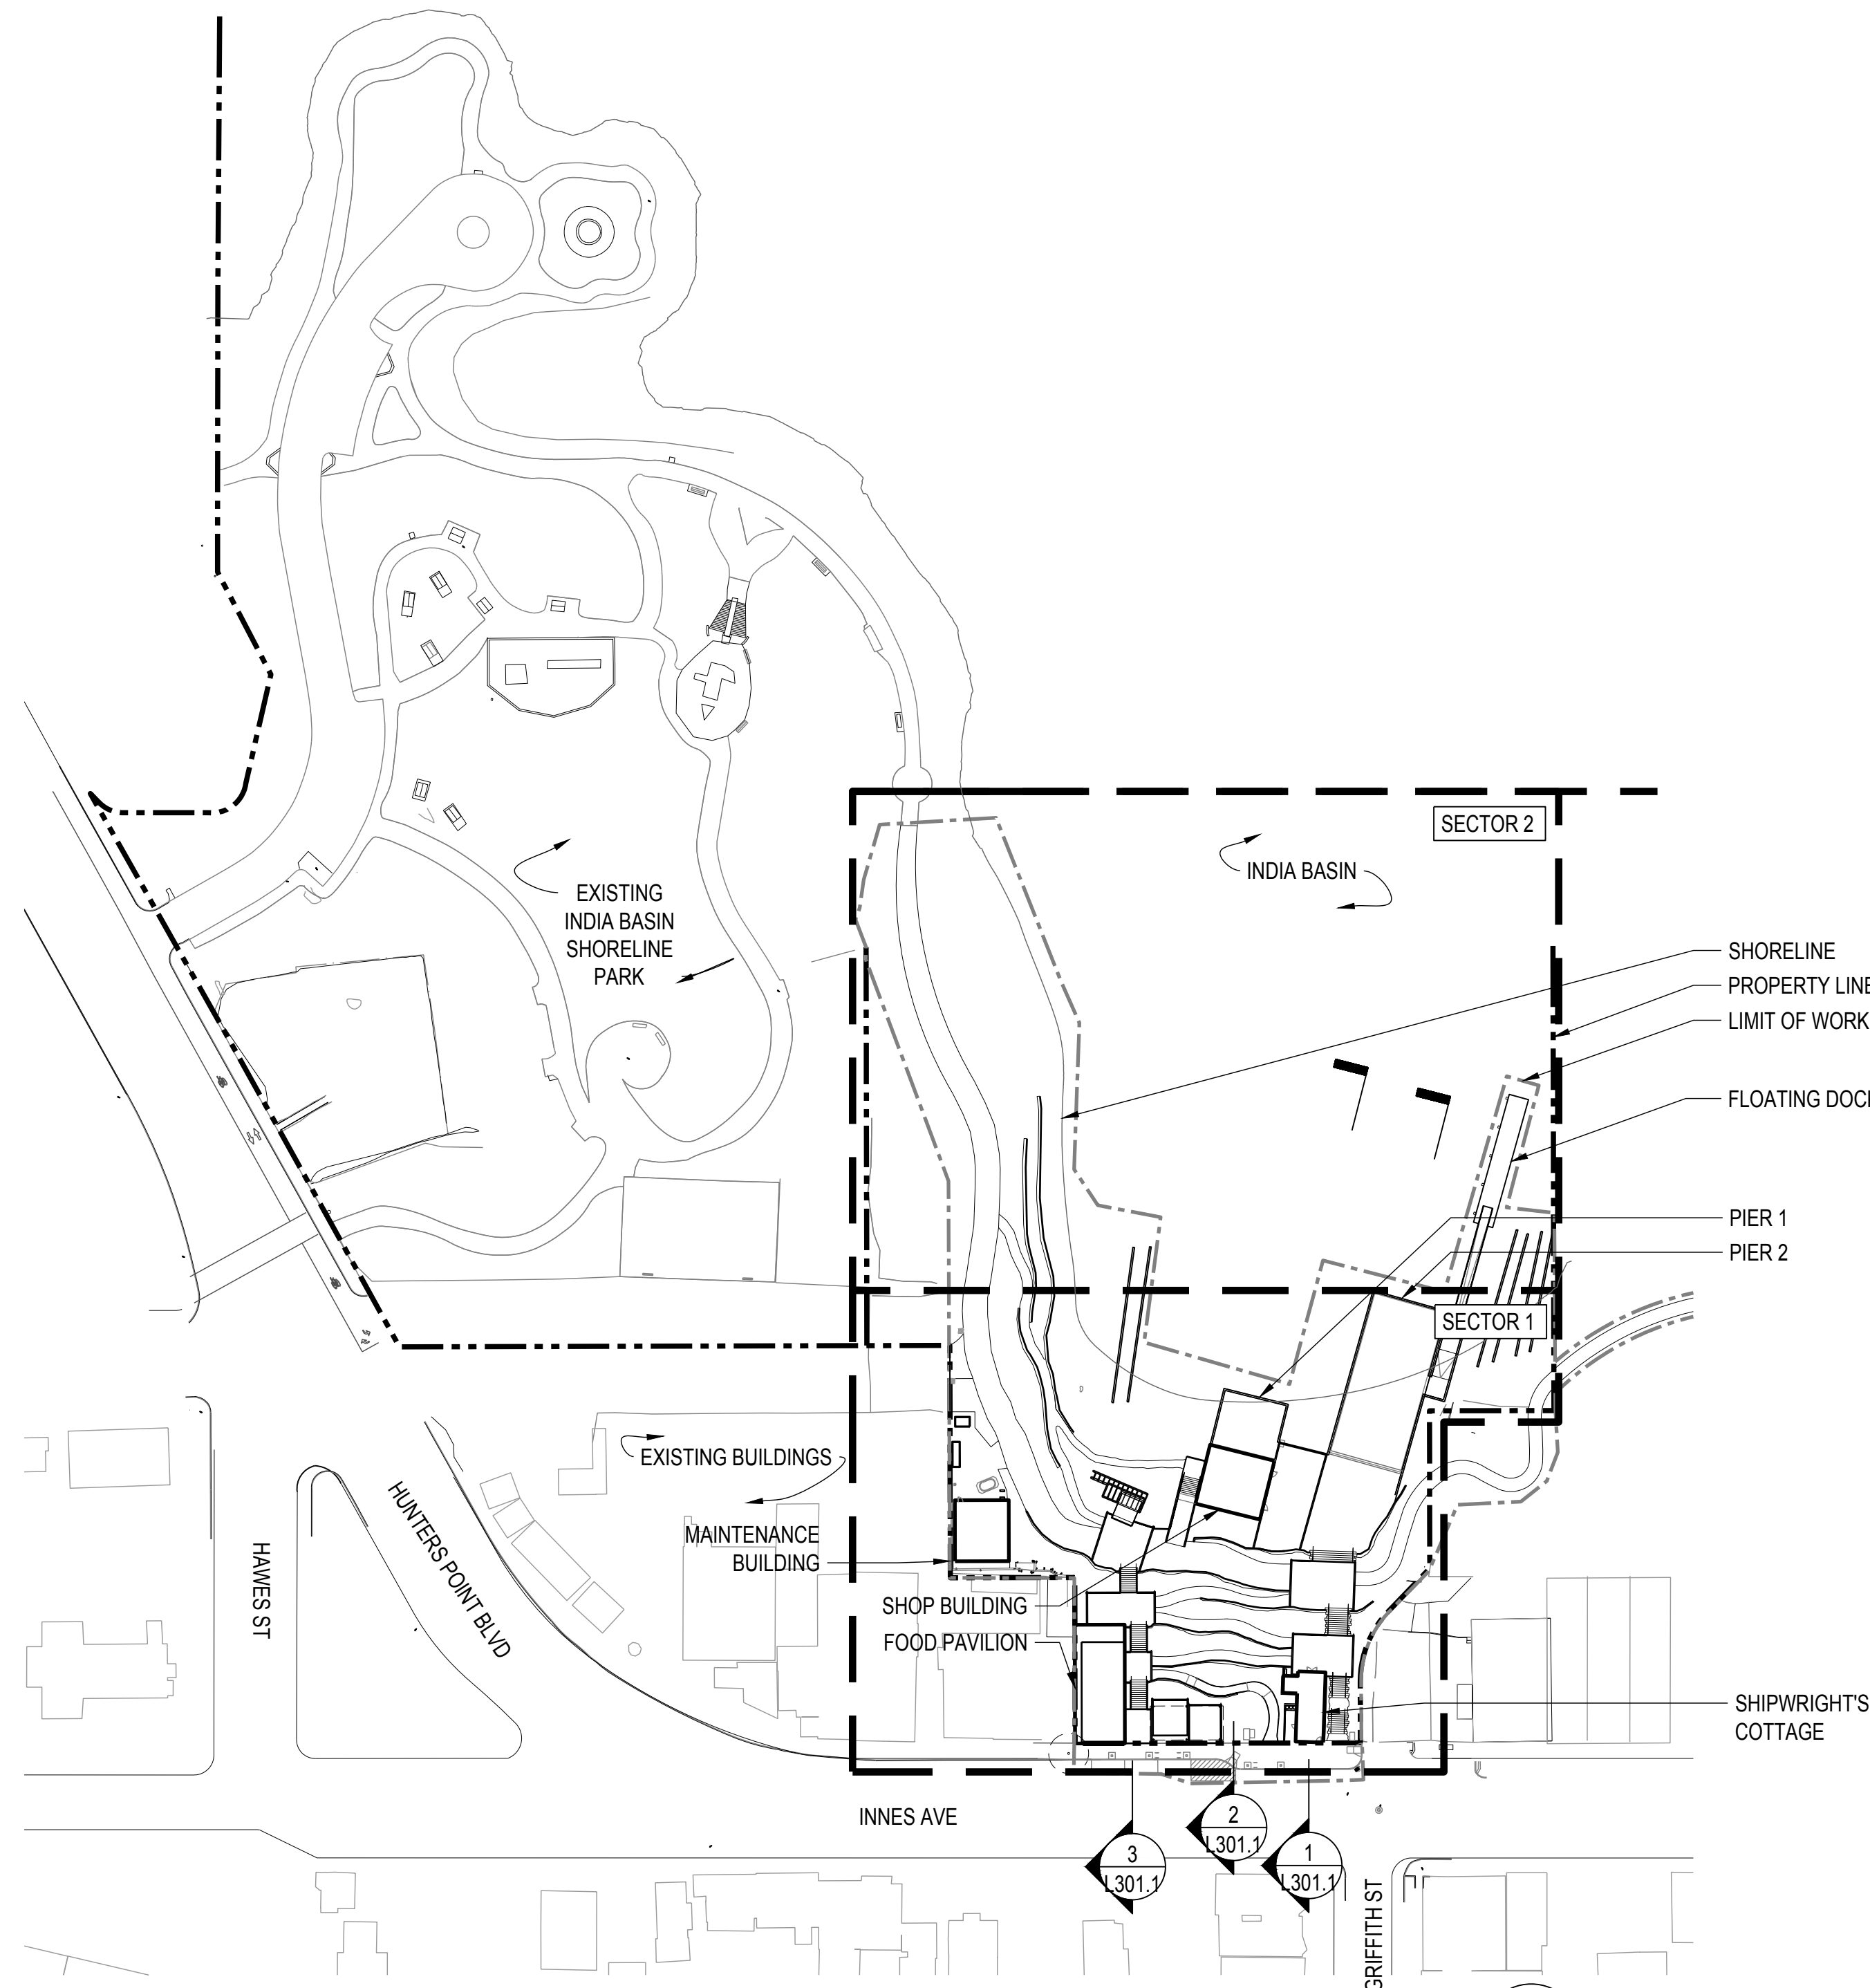 SECTOR 2
INDIA BASIN
EXISTING
INDIA BASIN
SHORELINE
PARK
SHORELINE
PROPERTY LINE
LIMIT OF WORK
FLOATING DOC
PIER 1
PIER 2
SECTOR 1
EXISTING BUILDINGS
HUNTERS POINT BLVD
HAWES ST
MAINTENANCE
BUILDING
SHOP BUILDING
FOOD PAVILION
SHIPWRIGHT'S
COTTAGE
INNES AVE
2
L301.1
3
L301.1
1
L301.1
GRIFFITH ST